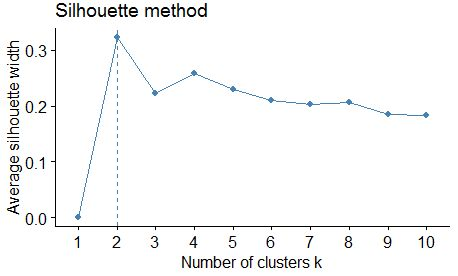 Silhouette method
Average silhouette width
0.3
0.2
0.1
0.0
1 2 3 4 5 6 7 8 9 10
Number of clusters k